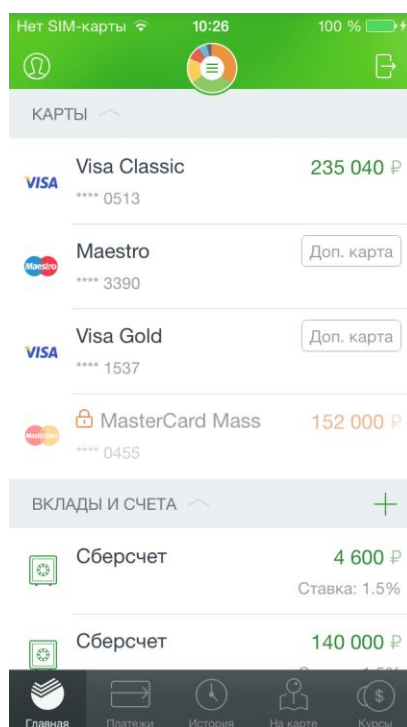 Нет SIM-карты 10:26 100 %
КАРТЫ
VISA Visa Classic 235 040 ₽
**** 0513
Maestro Maestro Доп. карта
**** 3390
VISA Visa Gold Доп. карта
**** 1537
MasterCard MasterCard Mass 152 000 ₽
**** 0455
ВКЛАДЫ И СЧЕТА
Сберсчет 4 600 ₽
Ставка: 1.5%
Сберсчет 140 000 ₽
Главная Платежи История На карте Курсы